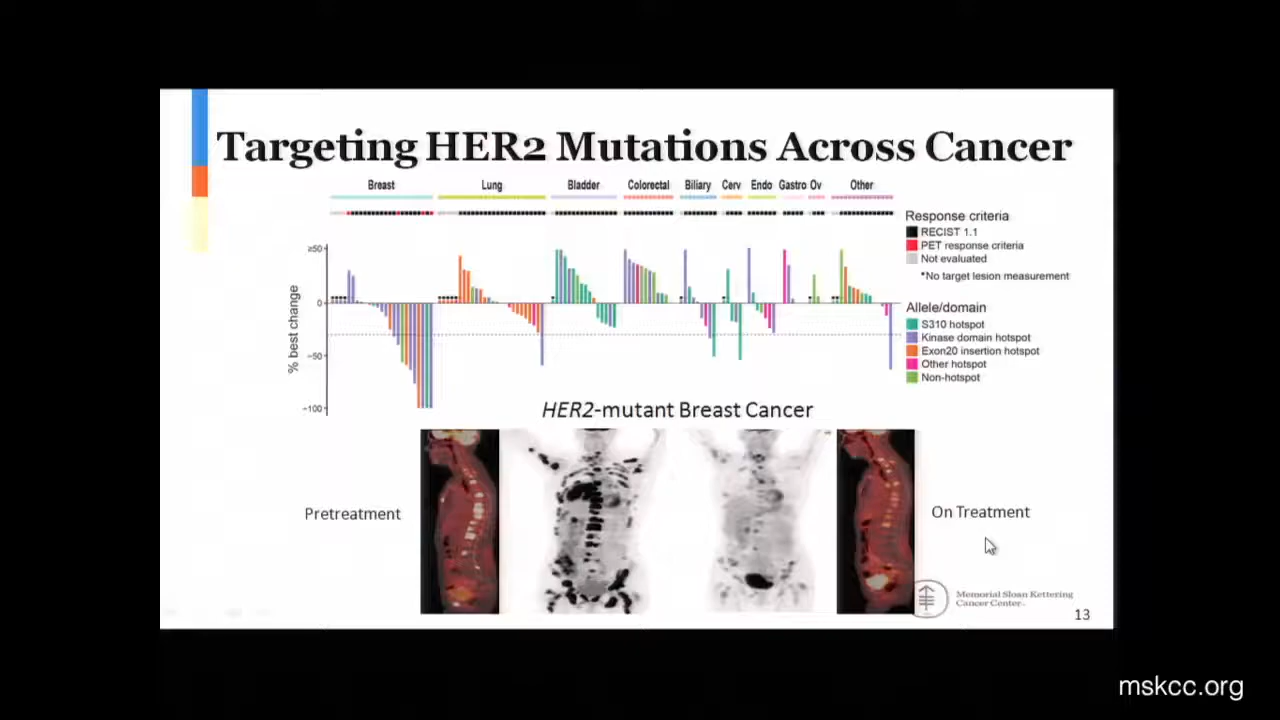 Targeting HER2 Mutations Across Cancer
Breast Lung Bladder Colorectal Biliary Cerv Endo Gastro Ov Other
Response criteria
RECIST 1.1
PET response criteria
Not evaluated
*No target lesion measurement
Allele/domain
S310 hotspot
Kinase domain hotspot
Exon20 insertion hotspot
Other hotspot
Non-hotspot
% best change
≥50
0
−50
−100
HER2-mutant Breast Cancer
Pretreatment
On Treatment
Memorial Sloan Kettering
Cancer Center
13
mskcc.org